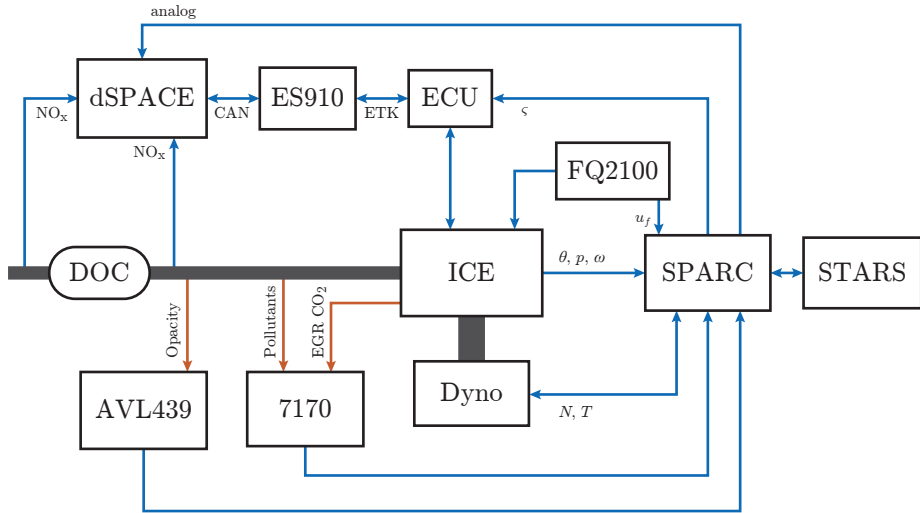 analog
dSPACE
ES910
ECU
NOₓ
CAN
ETK
ς
NOₓ
FQ2100
u_f
DOC
ICE
θ, p, ω
SPARC
STARS
Opacity
Pollutants
EGR CO₂
AVL439
7170
Dyno
N, T